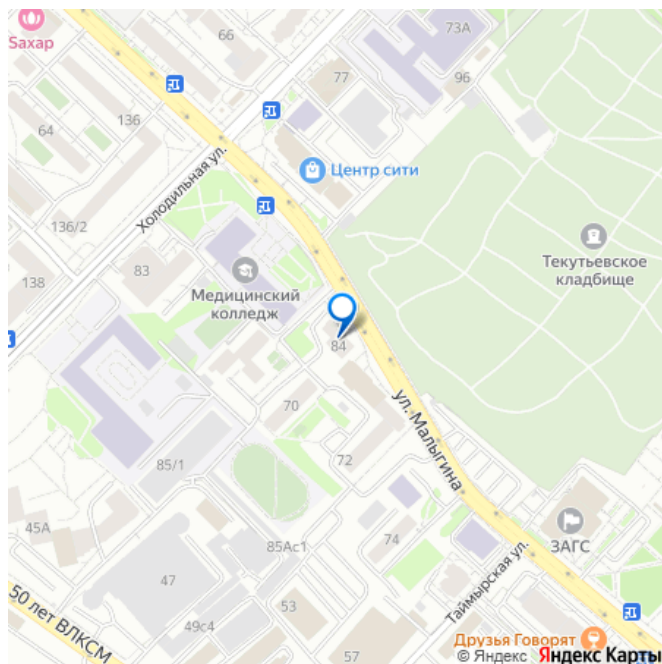 66
73А
Saxap
77
96
136
64
Центр сити
Холодильная ул.
136/2
Текутьевское
кладбище
83
138
Медицинский
колледж
84
ул. Малыгина
70
85/1
72
45А
ЗАГС
74
85Ас1
Таймырская ул.
47
50 лет ВЛКСМ
53
49с4
57
Друзья Говорят
© Яндекс Яндекс Карты